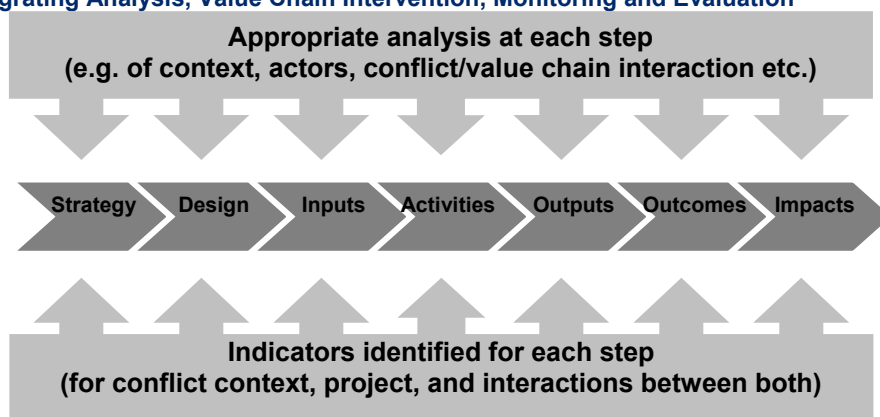 grating Analysis, Value Chain Intervention, Monitoring and Evaluation
Appropriate analysis at each step
(e.g. of context, actors, conflict/value chain interaction etc.)
Strategy Design Inputs Activities Outputs Outcomes Impacts
Indicators identified for each step
(for conflict context, project, and interactions between both)